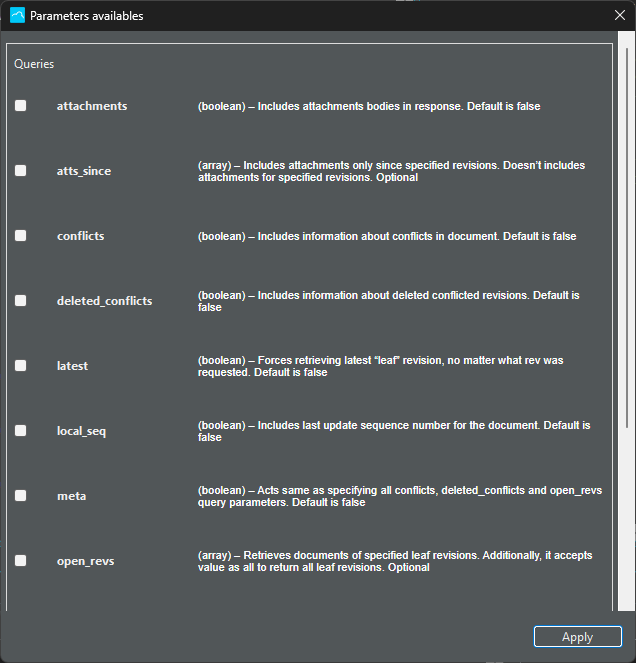 Parameters availables
Queries
attachments
(boolean) – Includes attachments bodies in response. Default is false
atts_since
(array) – Includes attachments only since specified revisions. Doesn’t includes
attachments for specified revisions. Optional
conflicts
(boolean) – Includes information about conflicts in document. Default is false
deleted_conflicts
(boolean) – Includes information about deleted conflicted revisions. Default is
false
latest
(boolean) – Forces retrieving latest “leaf” revision, no matter what rev was
requested. Default is false
local_seq
(boolean) – Includes last update sequence number for the document. Default is
false
meta
(boolean) – Acts same as specifying all conflicts, deleted_conflicts and open_revs
query parameters. Default is false
open_revs
(array) – Retrieves documents of specified leaf revisions. Additionally, it accepts
value as all to return all leaf revisions. Optional
Apply